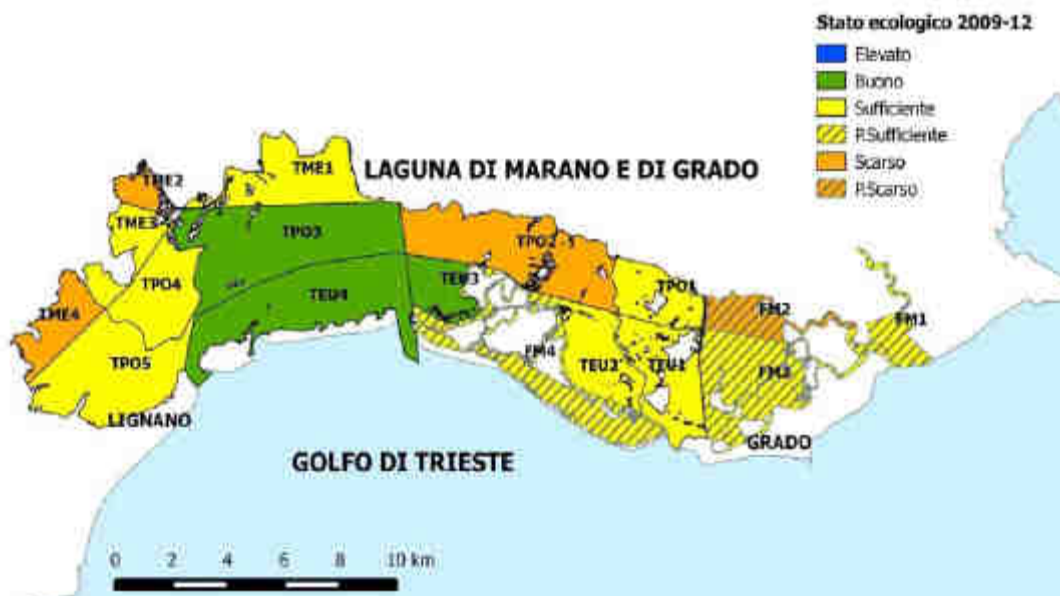 Stato ecologico 2009-12
Elevato
Buono
Sufficiente
P.Sufficiente
Scarso
P.Scarso
TME1
LAGUNA DI MARANO E DI GRADO
TME2
TME3
TPO3
TPO2
TPO4
TEU3
TPO1
TEU4
FM2
FM1
TME4
FM4
TPO5
TEU2
TEU1
FM3
LIGNANO
GRADO
GOLFO DI TRIESTE
0 2 4 6 8 10 km